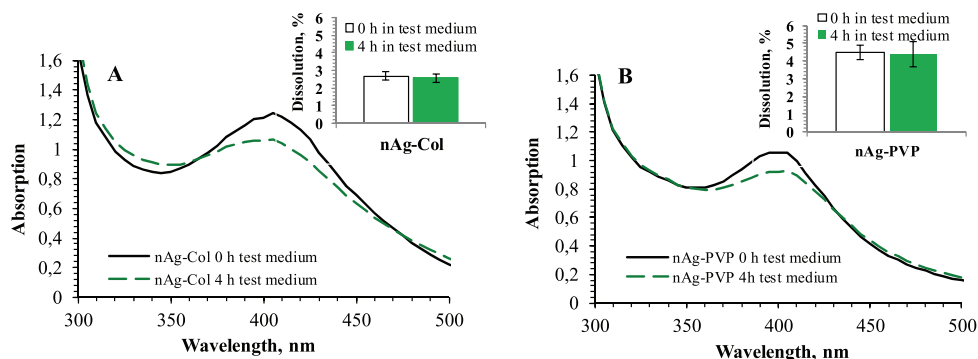 A
Absorption
1,6
1,4
1,2
1
0,8
0,6
0,4
0,2
0
300 350 400 450 500
Wavelength, nm
nAg-Col 0 h test medium
nAg-Col 4 h test medium
Dissolution, %
6
5
4
3
2
1
0
0 h in test medium
4 h in test medium
nAg-Col
B
Absorption
1,6
1,4
1,2
1
0,8
0,6
0,4
0,2
0
300 350 400 450 500
Wavelength, nm
nAg-PVP 0 h test medium
nAg-PVP 4h test medium
Dissolution, %
6
5
4
3
2
1
0
0 h in test medium
4 h in test medium
nAg-PVP